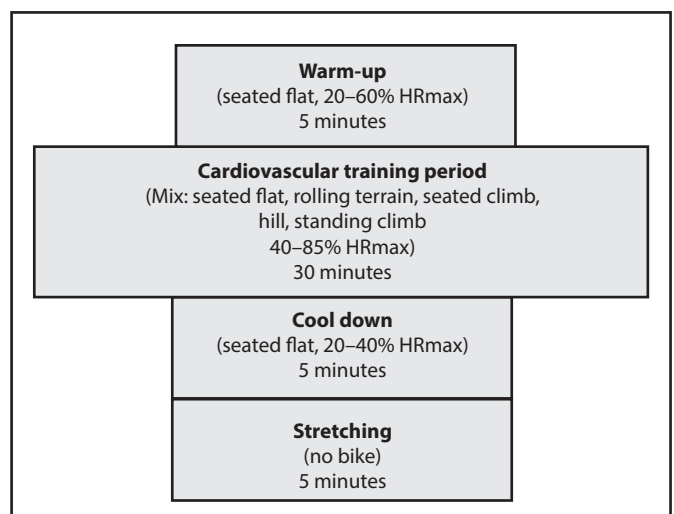 Warm-up
(seated flat, 20–60% HRmax)
5 minutes
Cardiovascular training period
(Mix: seated flat, rolling terrain, seated climb,
hill, standing climb
40–85% HRmax)
30 minutes
Cool down
(seated flat, 20–40% HRmax)
5 minutes
Stretching
(no bike)
5 minutes